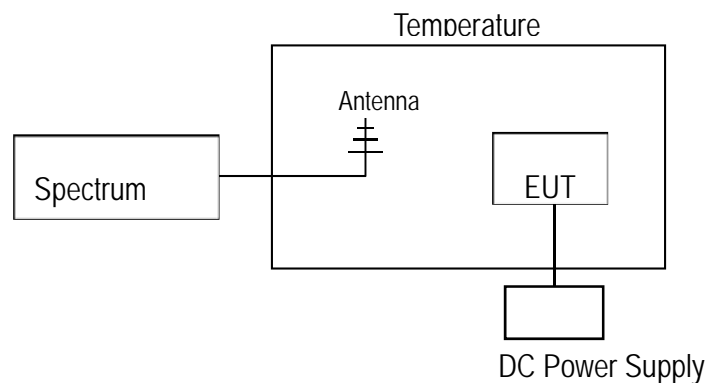 Temperature
Antenna
Spectrum
EUT
DC Power Supply